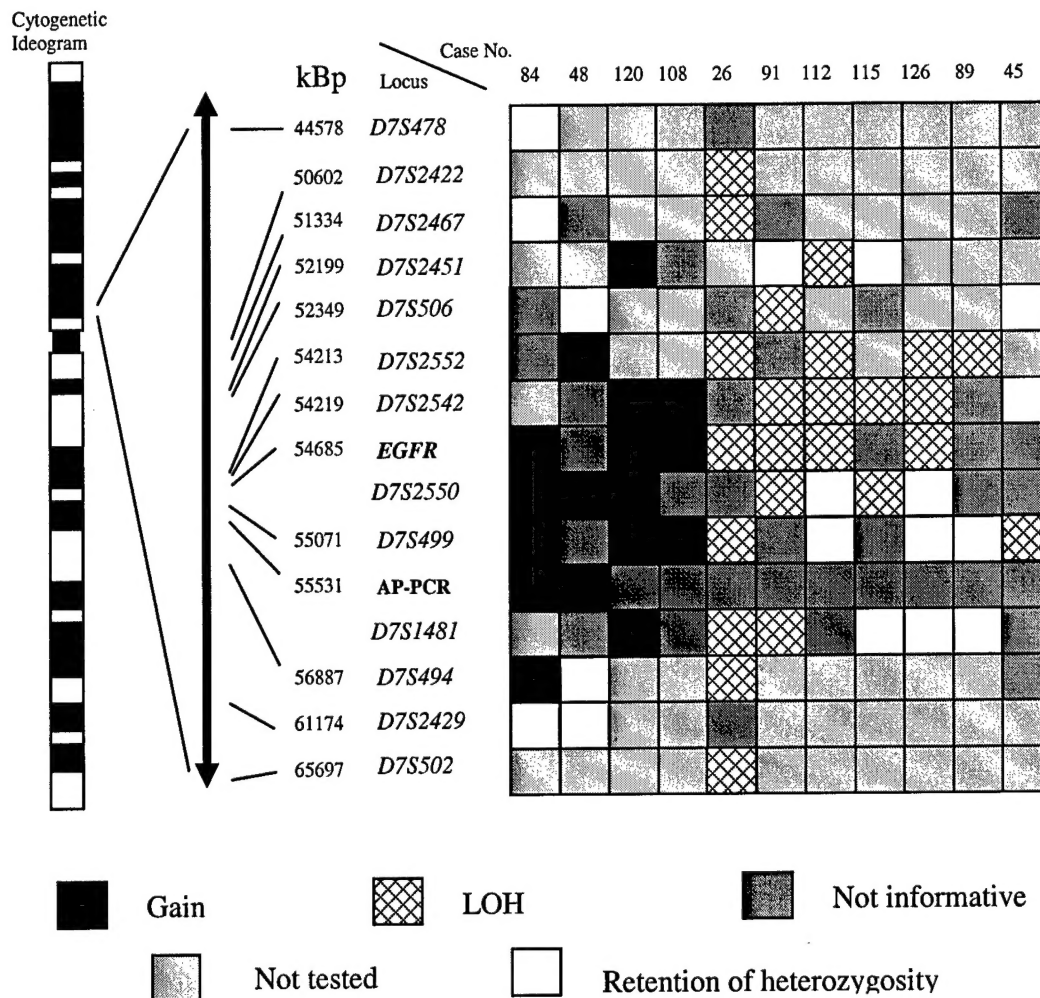 Cytogenetic
Ideogram
Case No.
kBp Locus 84 48 120 108 26 91 112 115 126 89 45
44578 D7S478
50602 D7S2422
51334 D7S2467
52199 D7S2451
52349 D7S506
54213 D7S2552
54219 D7S2542
54685 EGFR
D7S2550
55071 D7S499
55531 AP-PCR
D7S1481
56887 D7S494
61174 D7S2429
65697 D7S502
Gain LOH Not informative
Not tested Retention of heterozygosity